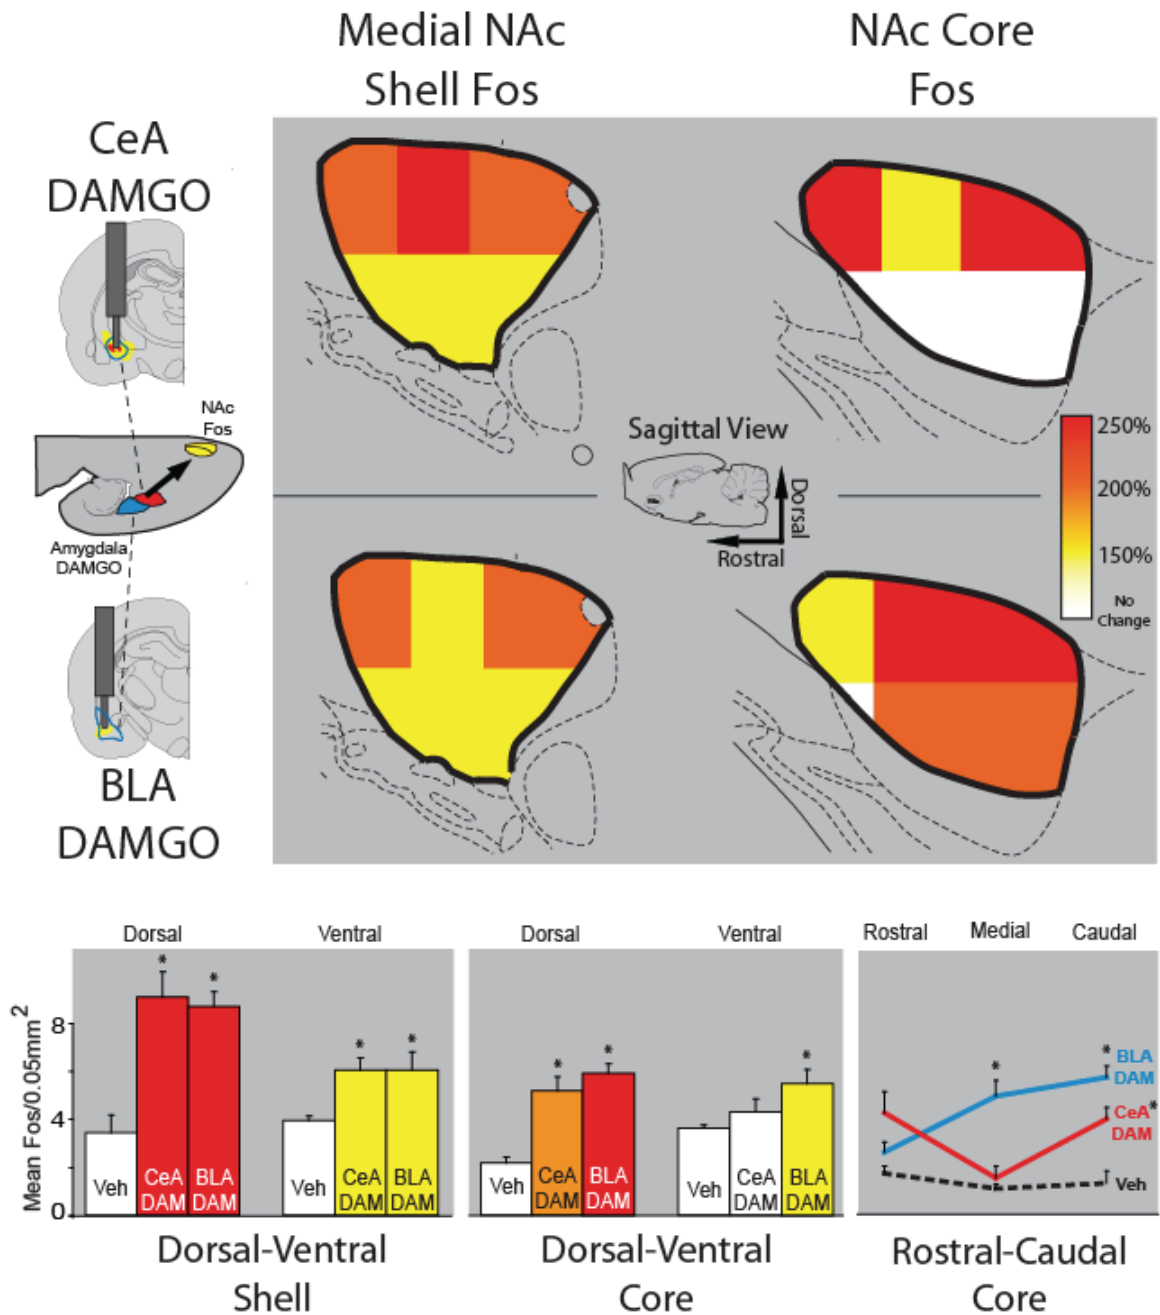 Medial NAc
Shell Fos
NAc Core
Fos
CeA
DAMGO
NAc
Fos
Amygdala
DAMGO
BLA
DAMGO
Sagittal View
Dorsal
Rostral
250%
200%
150%
No
Change
Dorsal
Ventral
Mean Fos/0.05mm2
8
4
0
Veh
CeA
DAM
BLA
DAM
*
*
Veh
CeA
DAM
BLA
DAM
*
*
Dorsal-Ventral
Shell
Dorsal
Ventral
Veh
CeA
DAM
BLA
DAM
*
*
Veh
CeA
DAM
BLA
DAM
*
Dorsal-Ventral
Core
Rostral
Medial
Caudal
*
*
BLA
DAM
CeA*
DAM
Veh
Rostral-Caudal
Core